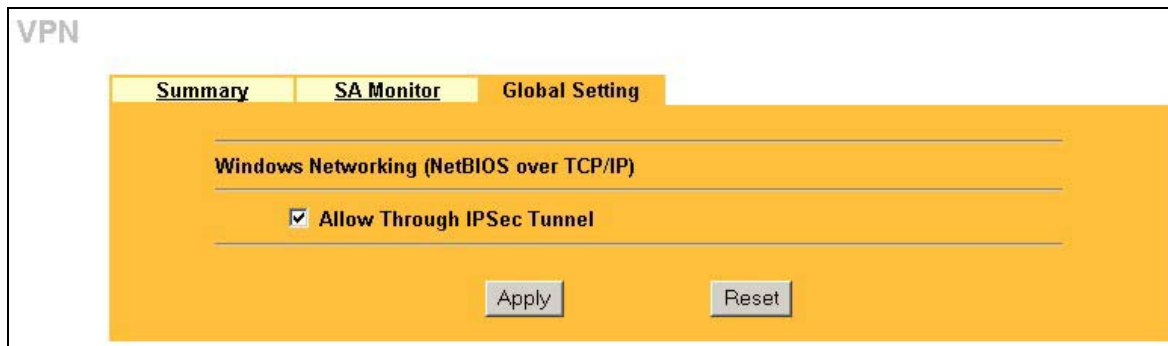 VPN
Summary SA Monitor Global Setting
Windows Networking (NetBIOS over TCP/IP)
Allow Through IPSec Tunnel
Apply Reset